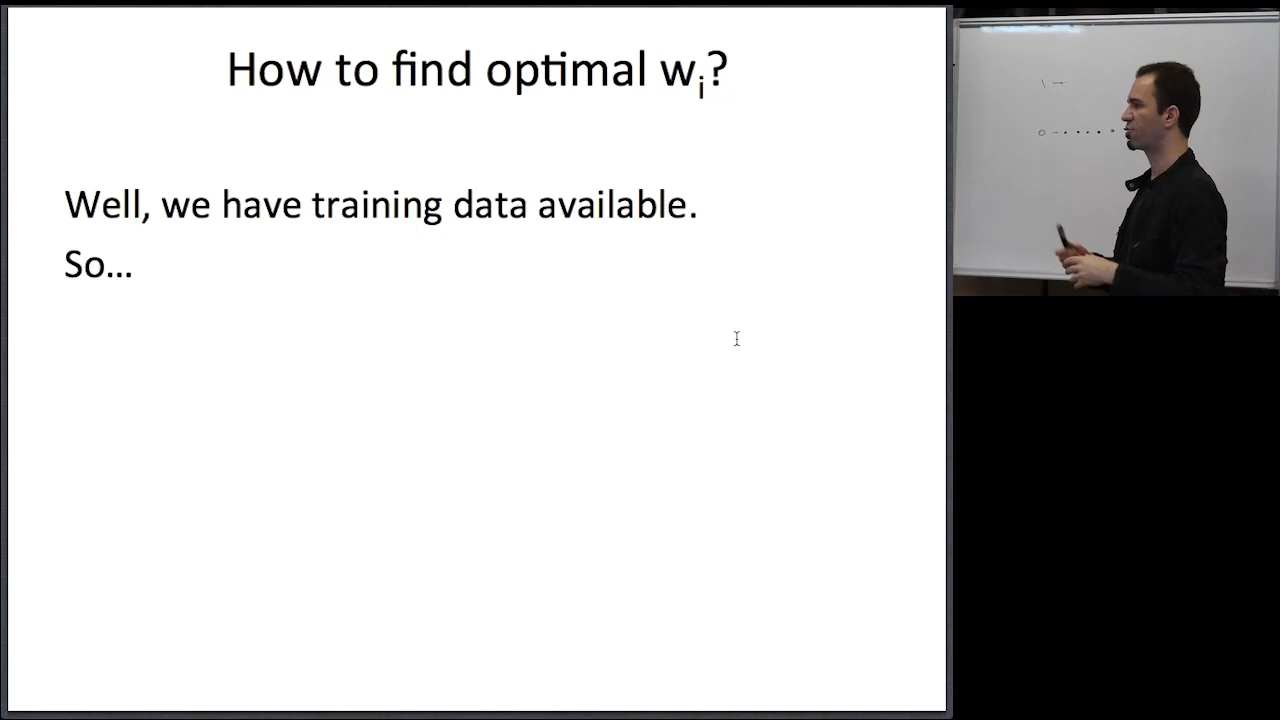 How to find optimal wi?
Well, we have training data available.
So...